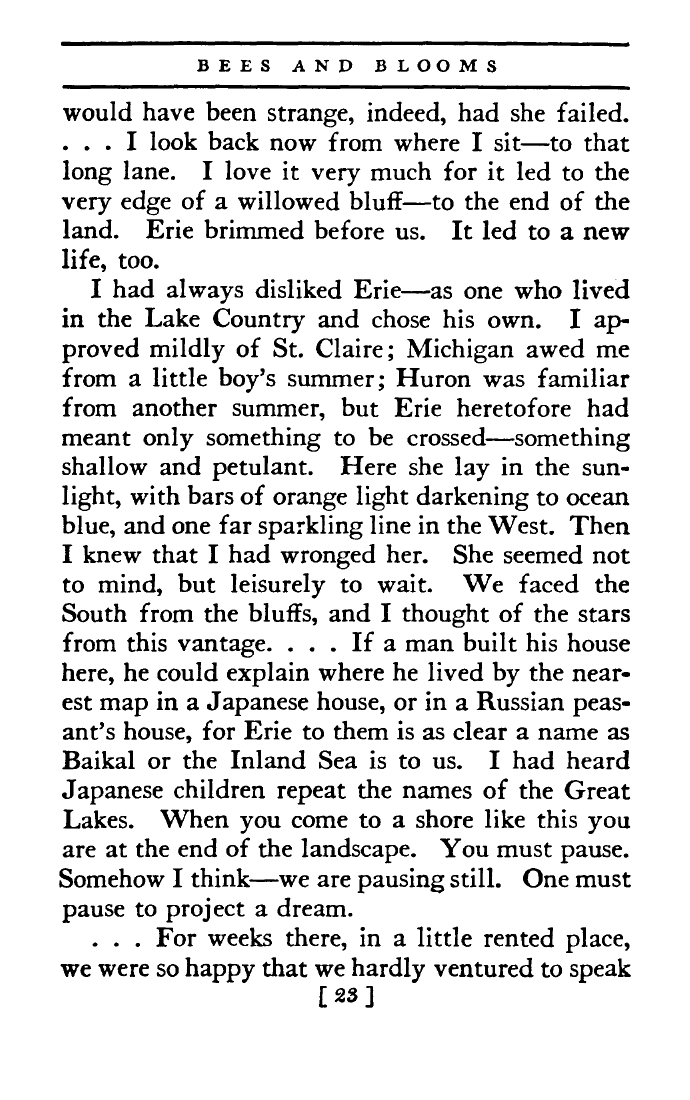 BEES AND BLOOMS
would have been strange, indeed, had she failed.
. . . I look back now from where I sit—to that
long lane. I love it very much for it led to the
very edge of a willowed bluff—to the end of the
land. Erie brimmed before us. It led to a new
life, too.
I had always disliked Erie—as one who lived
in the Lake Country and chose his own. I ap-
proved mildly of St. Claire; Michigan awed me
from a little boy's summer; Huron was familiar
from another summer, but Erie heretofore had
meant only something to be crossed—something
shallow and petulant. Here she lay in the sun-
light, with bars of orange light darkening to ocean
blue, and one far sparkling line in the West. Then
I knew that I had wronged her. She seemed not
to mind, but leisurely to wait. We faced the
South from the bluffs, and I thought of the stars
from this vantage. . . . If a man built his house
here, he could explain where he lived by the near-
est map in a Japanese house, or in a Russian peas-
ant's house, for Erie to them is as clear a name as
Baikal or the Inland Sea is to us. I had heard
Japanese children repeat the names of the Great
Lakes. When you come to a shore like this you
are at the end of the landscape. You must pause.
Somehow I think—we are pausing still. One must
pause to project a dream.
. . . For weeks there, in a little rented place,
we were so happy that we hardly ventured to speak
[ 23 ]